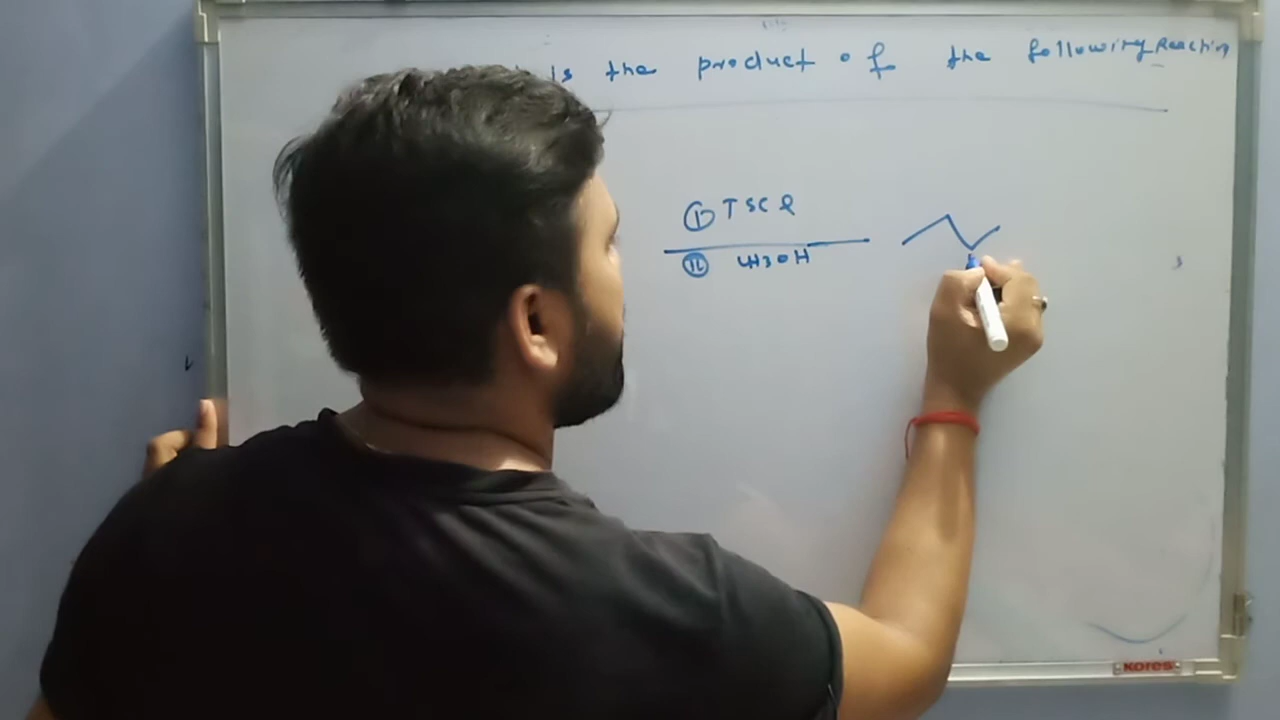 is the product of the following Reaction
① TSCl
② CH3OH
KORES